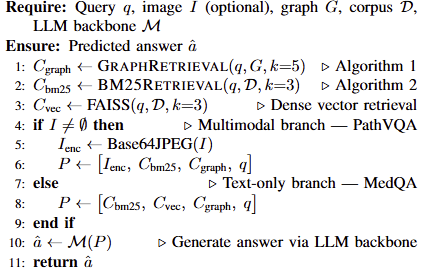 Require: Query q, image I (optional), graph G, corpus 𝒟,
LLM backbone ℳ
Ensure: Predicted answer â
1: C_graph ← GRAPHRETRIEVAL(q, G, k=5) ▷ Algorithm 1
2: C_bm25 ← BM25RETRIEVAL(q, 𝒟, k=3) ▷ Algorithm 2
3: C_vec ← FAISS(q, 𝒟, k=3) ▷ Dense vector retrieval
4: if I ≠ ∅ then ▷ Multimodal branch — PathVQA
5: I_enc ← Base64JPEG(I)
6: P ← [I_enc, C_bm25, C_graph, q]
7: else ▷ Text-only branch — MedQA
8: P ← [C_bm25, C_vec, C_graph, q]
9: end if
10: â ← ℳ(P) ▷ Generate answer via LLM backbone
11: return â